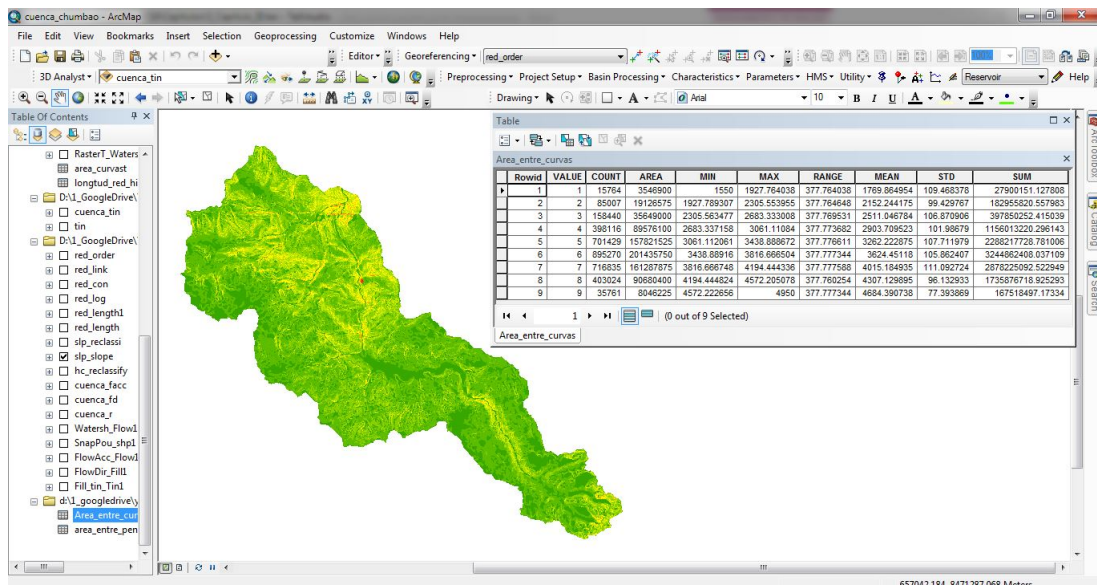 cuenca_chumbao - ArcMap
File Edit View Bookmarks Insert Selection Geoprocessing Customize Windows Help
Editor Georeferencing red_order 100%
3D Analyst cuenca_tin Preprocessing Project Setup Basin Processing Characteristics Parameters HMS Utility Reservoir Help
Drawing A Arial 10 B I U A
Table Of Contents
RasterT_Waters
area_curvast
longtud_red_hi
D:\1_GoogleDrive\
cuenca_tin
tin
D:\1_GoogleDrive\
red_order
red_link
red_con
red_log
red_length1
red_length
slp_reclassi
slp_slope
hc_reclassify
cuenca_facc
cuenca_fd
cuenca_r
Watersh_Flow1
SnapPou_shp1
FlowAcc_Flow1
FlowDir_Fill1
Fill_tin_Tin1
d:\1_googledrive\y
Area_entre_cur
area_entre_pen
Table
Area_entre_curvas
Rowid VALUE COUNT AREA MIN MAX RANGE MEAN STD SUM
1 1 15764 3546900 1550 1927.764038 377.764038 1769.864954 109.468378 27900151.127808
2 2 85007 19126575 1927.789307 2305.553955 377.764648 2152.244175 99.429767 182955820.557983
3 3 158440 35649000 2305.563477 2683.333008 377.769531 2511.046784 106.870906 397850252.415039
4 4 398116 89576100 2683.337158 3061.11084 377.773682 2903.709523 101.98679 1156013220.296143
5 5 701429 157821525 3061.112061 3438.888672 377.776611 3262.222875 107.711979 2288217728.781006
6 6 895270 201435750 3438.88916 3816.666504 377.777344 3624.45118 105.862407 3244862408.037109
7 7 716835 161287875 3816.666748 4194.444336 377.777588 4015.184935 111.092724 2878225092.522949
8 8 403024 90680400 4194.444824 4572.205078 377.760254 4307.129895 96.132933 1735876718.925293
9 9 35761 8046225 4572.222656 4950 377.777344 4684.390738 77.393869 167518497.17334
1 (0 out of 9 Selected)
Area_entre_curvas
ArcToolbox
Catalog
Search
657042.184 8471287.068 Meters